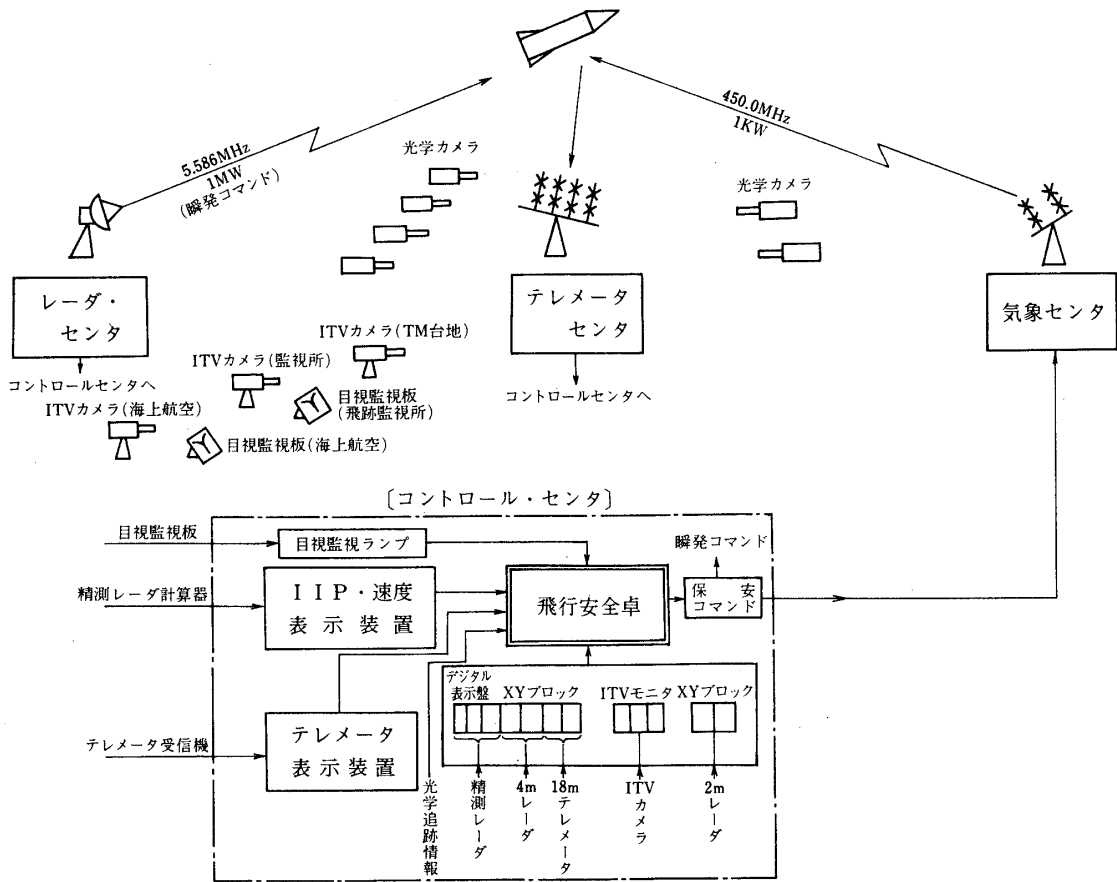 450.0MHz
1KW
5.586MHz
1MW
(瞬発コマンド)
光学カメラ
光学カメラ
レーダ・
センタ
テレメータ
センタ
気象センタ
コントロールセンタへ
コントロールセンタへ
ITVカメラ(TM台地)
ITVカメラ(監視所)
目視監視板
(飛跡監視所)
ITVカメラ(海上航空)
目視監視板(海上航空)
〔コントロール・センタ〕
目視監視板
目視監視ランプ
瞬発コマンド
精測レーダ計算器
IIP・速度
表示装置
飛行安全卓
保安
コマンド
デジタル
表示盤
XYブロック
ITVモニタ
XYブロック
テレメータ受信機
テレメータ
表示装置
光学追跡情報
精測レーダ
4mレーダ
18mテレメータ
ITVカメラ
2mレーダ